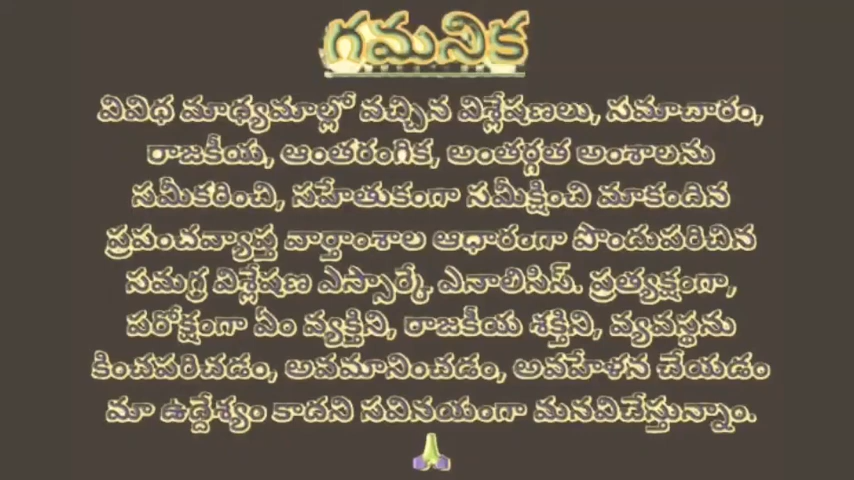 గమనిక
వివిధ మాధ్యమాల్లో వచ్చిన విశ్లేషణలు, సమాచారం,
రాజకీయ, ఆంతరంగిక, అంతర్గత అంశాలను
సమీకరించి, సహేతుకంగా సమీక్షించి మాకందిన
ప్రపంచవ్యాప్త వార్తాంశాల ఆధారంగా పొందుపరిచిన
సమగ్ర విశ్లేషణ ఎస్సార్కే ఎనాలిసిస్. ప్రత్యక్షంగా,
పరోక్షంగా ఏం వ్యక్తిని, రాజకీయ శక్తిని, వ్యవస్థను
కించపరిచడం, అవమానించడం, అవహేళన చేయడం
మా ఉద్దేశ్యం కాదని సవినయంగా మనవిచేస్తున్నాం.
🙏